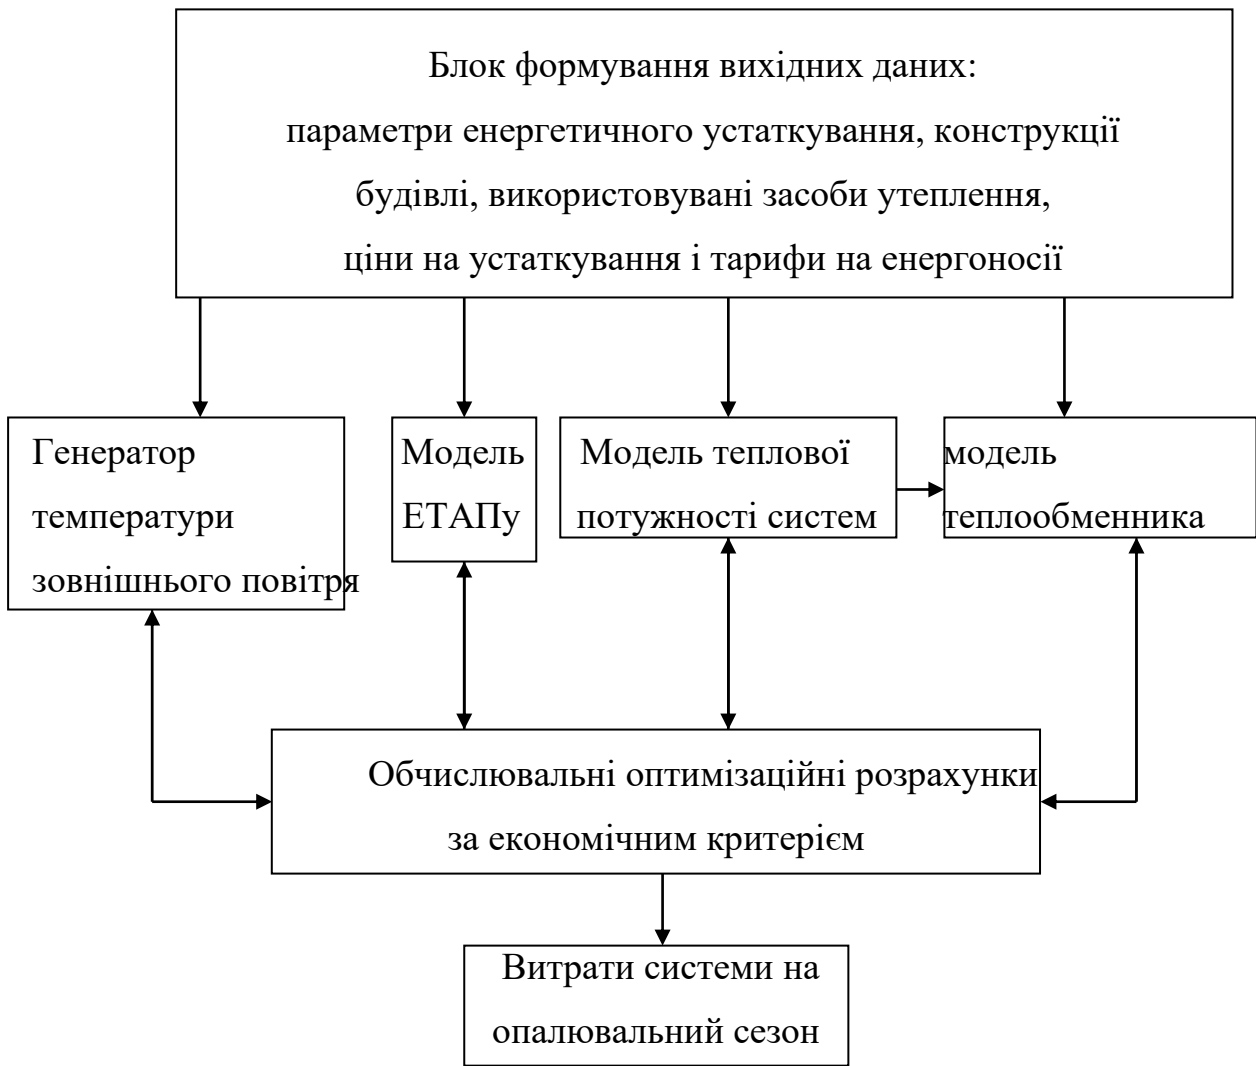 Блок формування вихідних даних:
параметри енергетичного устаткування, конструкції
будівлі, використовувані засоби утеплення,
ціни на устаткування і тарифи на енергоносії
Генератор
температури
зовнішнього повітря
Модель
ЕТАПу
Модель теплової
потужності систем
модель
теплообменника
Обчислювальні оптимізаційні розрахунки
за економічним критерієм
Витрати системи на
опалювальний сезон